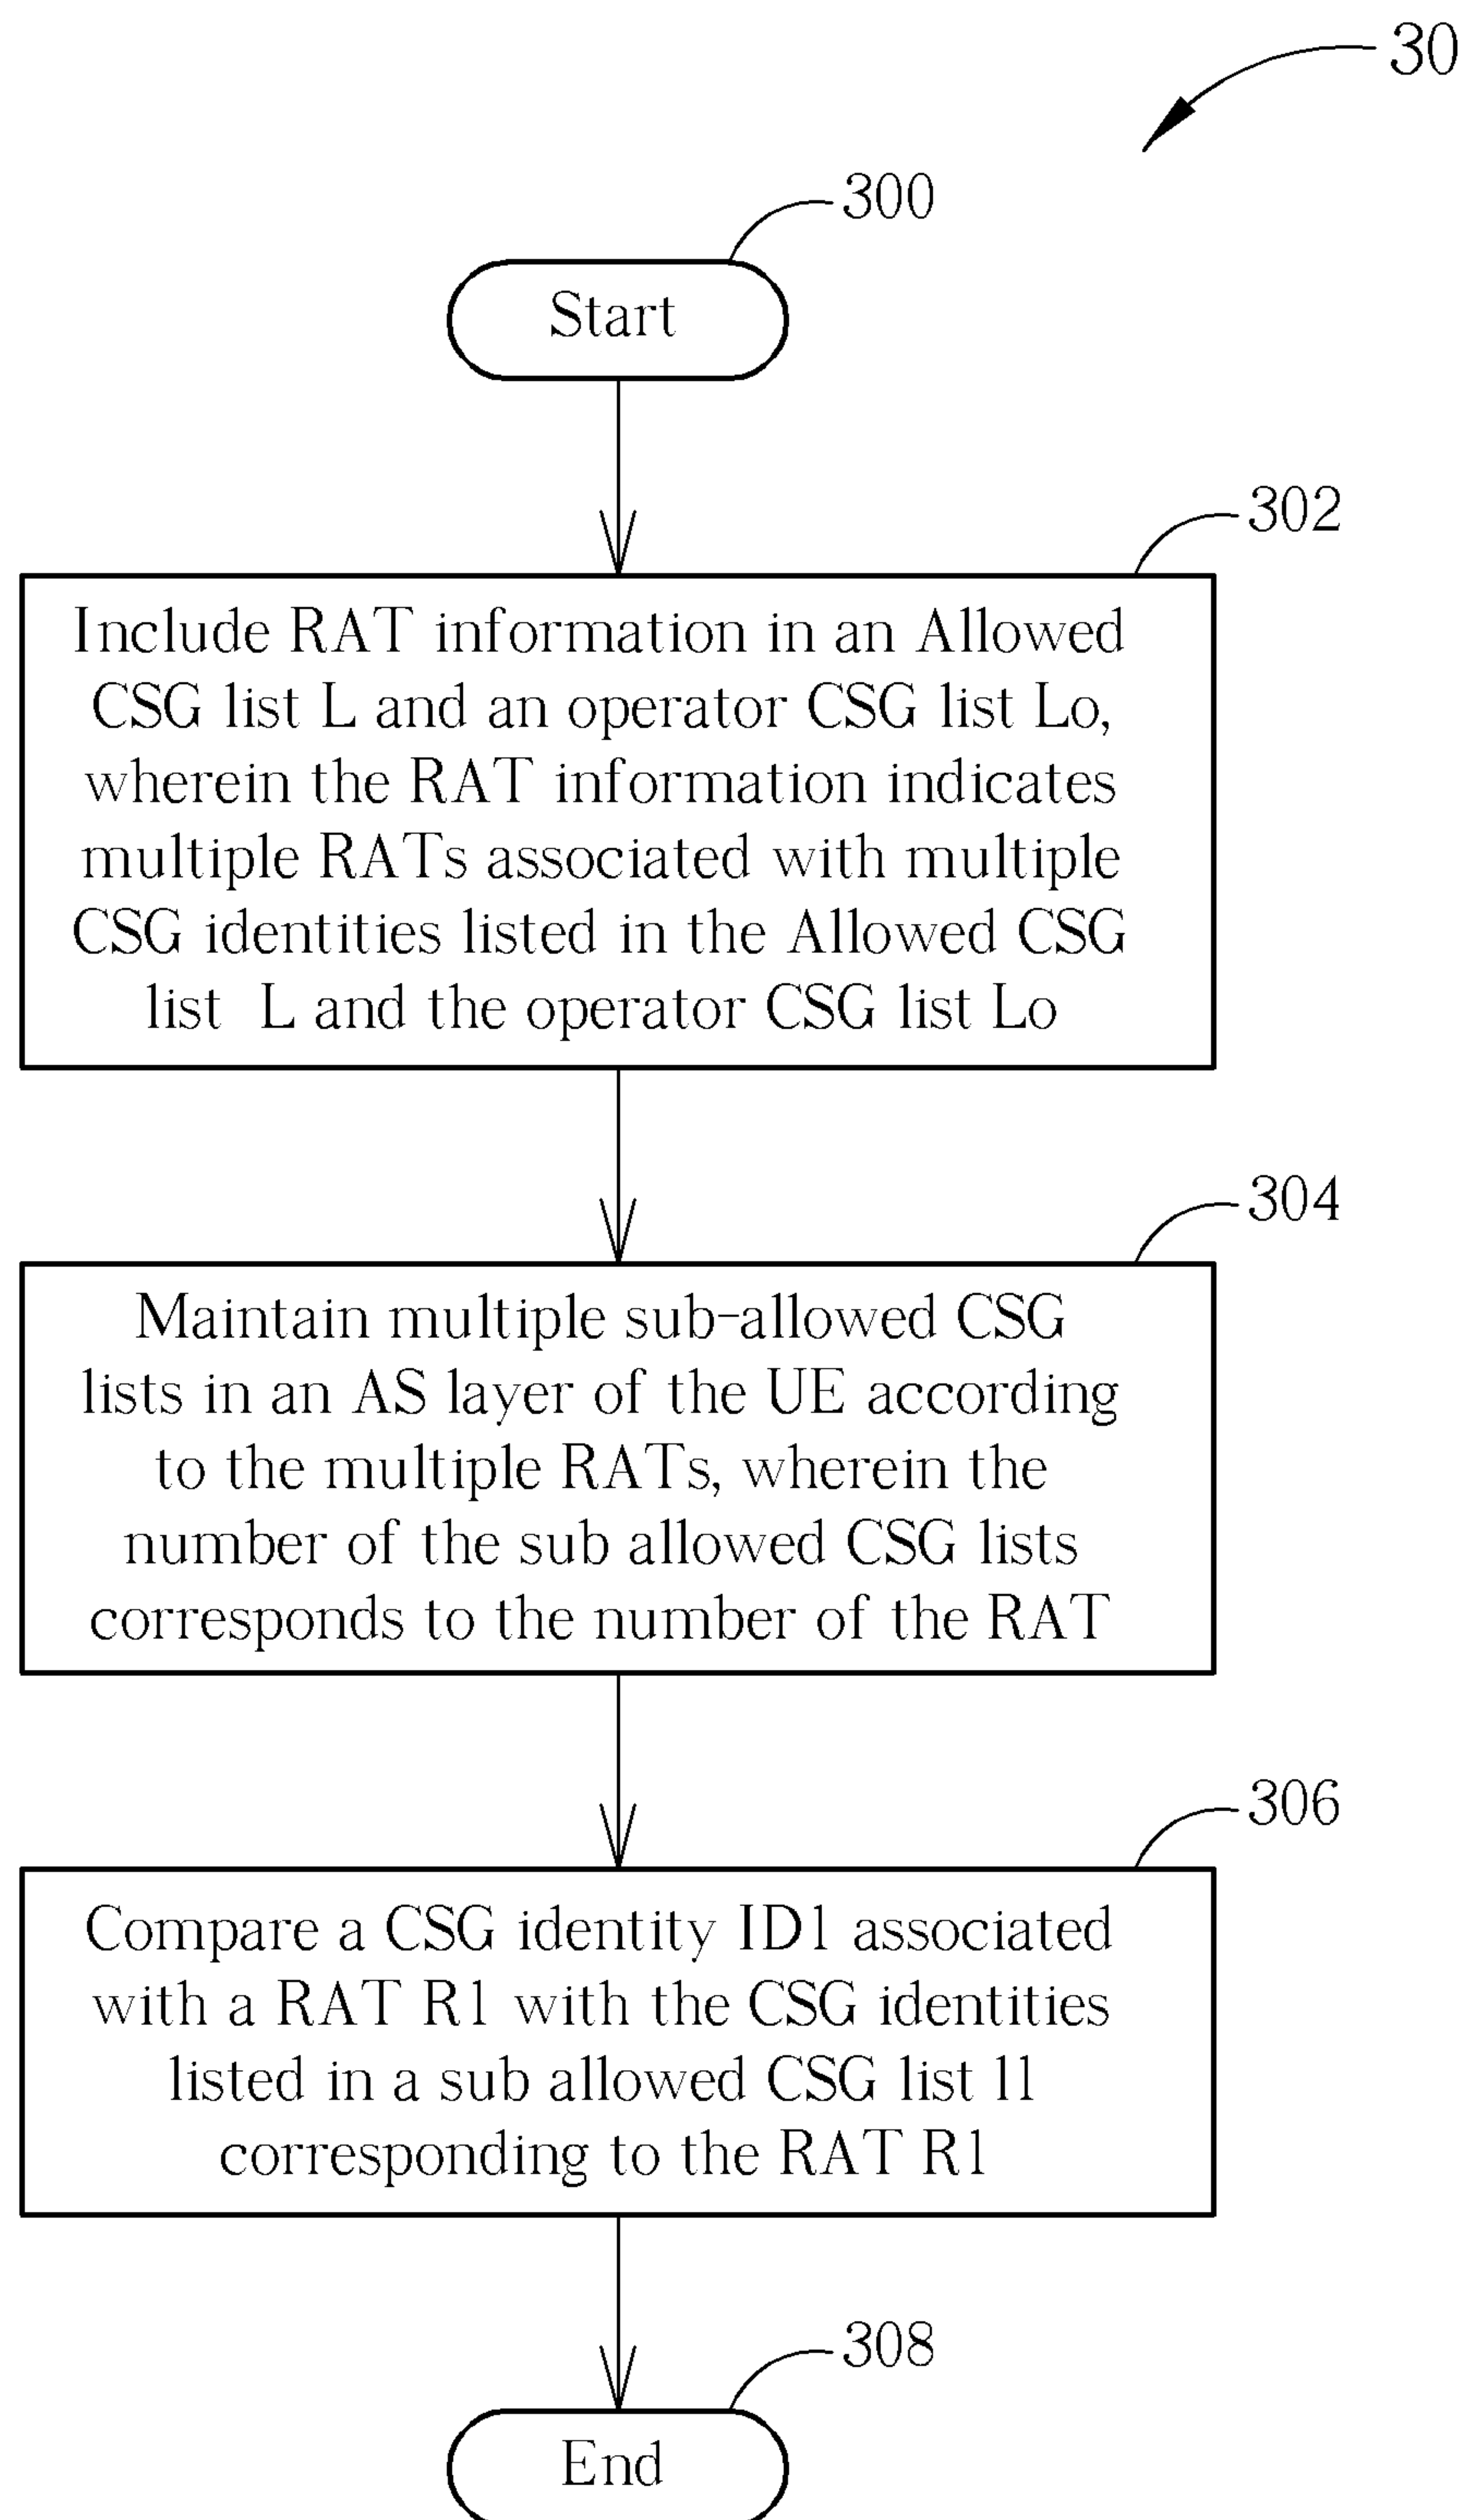 30
300
Start
302
Include RAT information in an Allowed
CSG list L and an operator CSG list Lo,
wherein the RAT information indicates
multiple RATs associated with multiple
CSG identities listed in the Allowed CSG
list L and the operator CSG list Lo
304
Maintain multiple sub-allowed CSG
lists in an AS layer of the UE according
to the multiple RATs, wherein the
number of the sub allowed CSG lists
corresponds to the number of the RAT
306
Compare a CSG identity ID1 associated
with a RAT R1 with the CSG identities
listed in a sub allowed CSG list l1
corresponding to the RAT R1
308
End